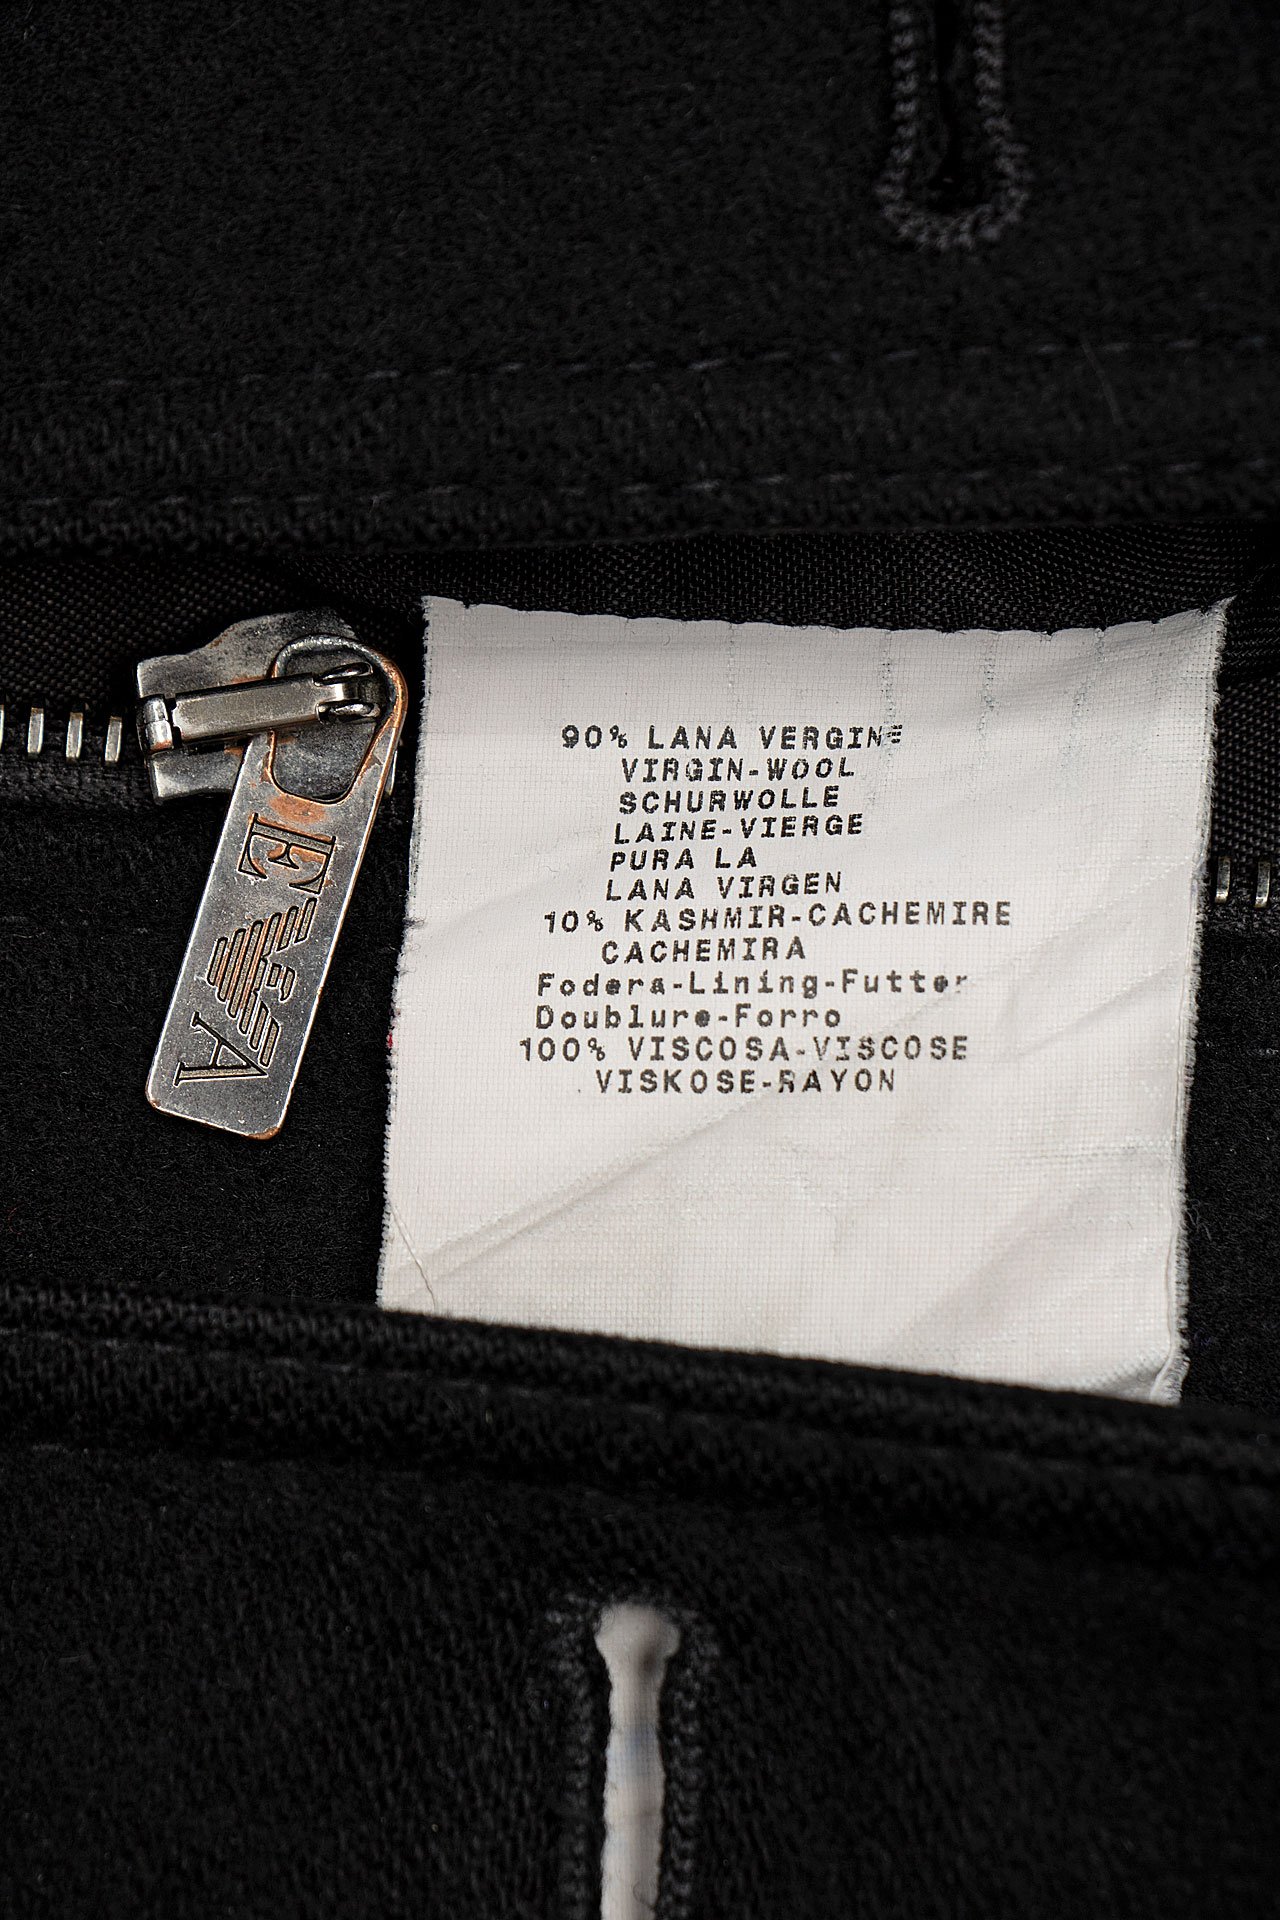 90% LANA VERGINE
VIRGIN-WOOL
SCHURWOLLE
LAINE-VIERGE
PURA LA
LANA VIRGEN
10% KASHMIR-CACHEMIRE
CACHEMIRA
Fodera-Lining-Futter
Doublure-Forro
100% VISCOSA-VISCOSE
VISKOSE-RAYON
E A